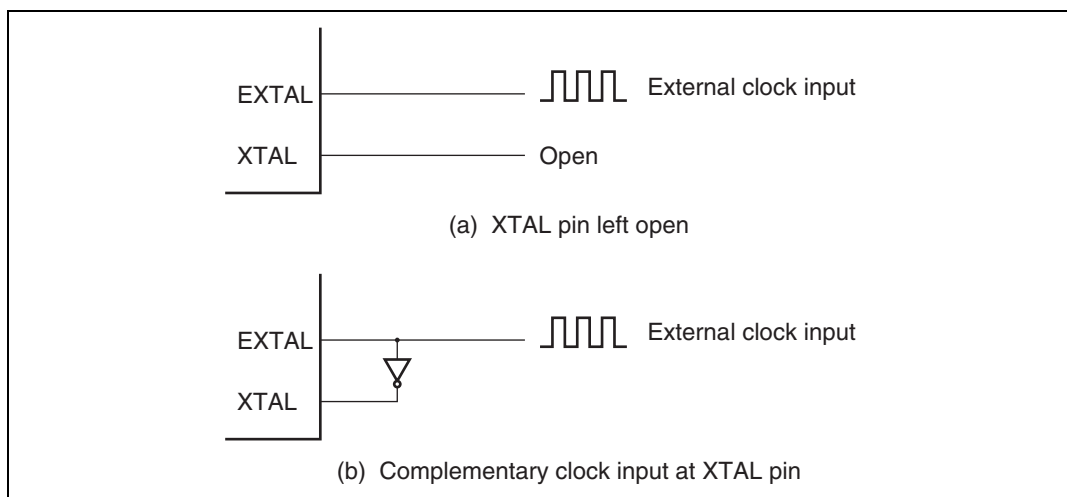 EXTAL External clock input
XTAL Open
(a) XTAL pin left open
EXTAL External clock input
XTAL
(b) Complementary clock input at XTAL pin